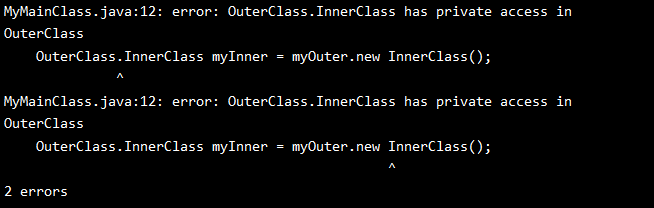 MyMainClass.java:12: error: OuterClass.InnerClass has private access in
OuterClass
    OuterClass.InnerClass myInner = myOuter.new InnerClass();
              ^
MyMainClass.java:12: error: OuterClass.InnerClass has private access in
OuterClass
    OuterClass.InnerClass myInner = myOuter.new InnerClass();
                                                ^
2 errors